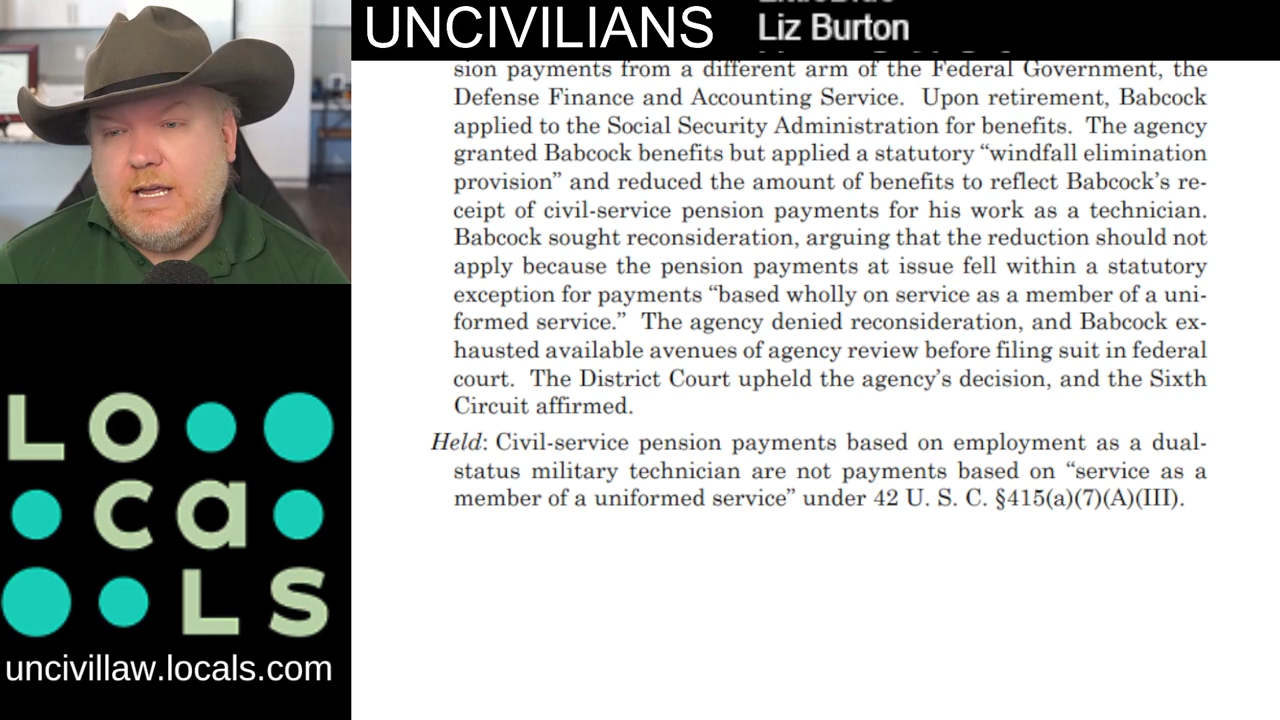 UNCIVILIANS
Liz Burton
sion payments from a different arm of the Federal Government, the
Defense Finance and Accounting Service. Upon retirement, Babcock
applied to the Social Security Administration for benefits. The agency
granted Babcock benefits but applied a statutory “windfall elimination
provision” and reduced the amount of benefits to reflect Babcock’s re-
ceipt of civil-service pension payments for his work as a technician.
Babcock sought reconsideration, arguing that the reduction should not
apply because the pension payments at issue fell within a statutory
exception for payments “based wholly on service as a member of a uni-
formed service.” The agency denied reconsideration, and Babcock ex-
hausted available avenues of agency review before filing suit in federal
court. The District Court upheld the agency’s decision, and the Sixth
Circuit affirmed.
Held: Civil-service pension payments based on employment as a dual-
status military technician are not payments based on “service as a
member of a uniformed service” under 42 U. S. C. §415(a)(7)(A)(III).
LO
ca
LS
uncivillaw.locals.com